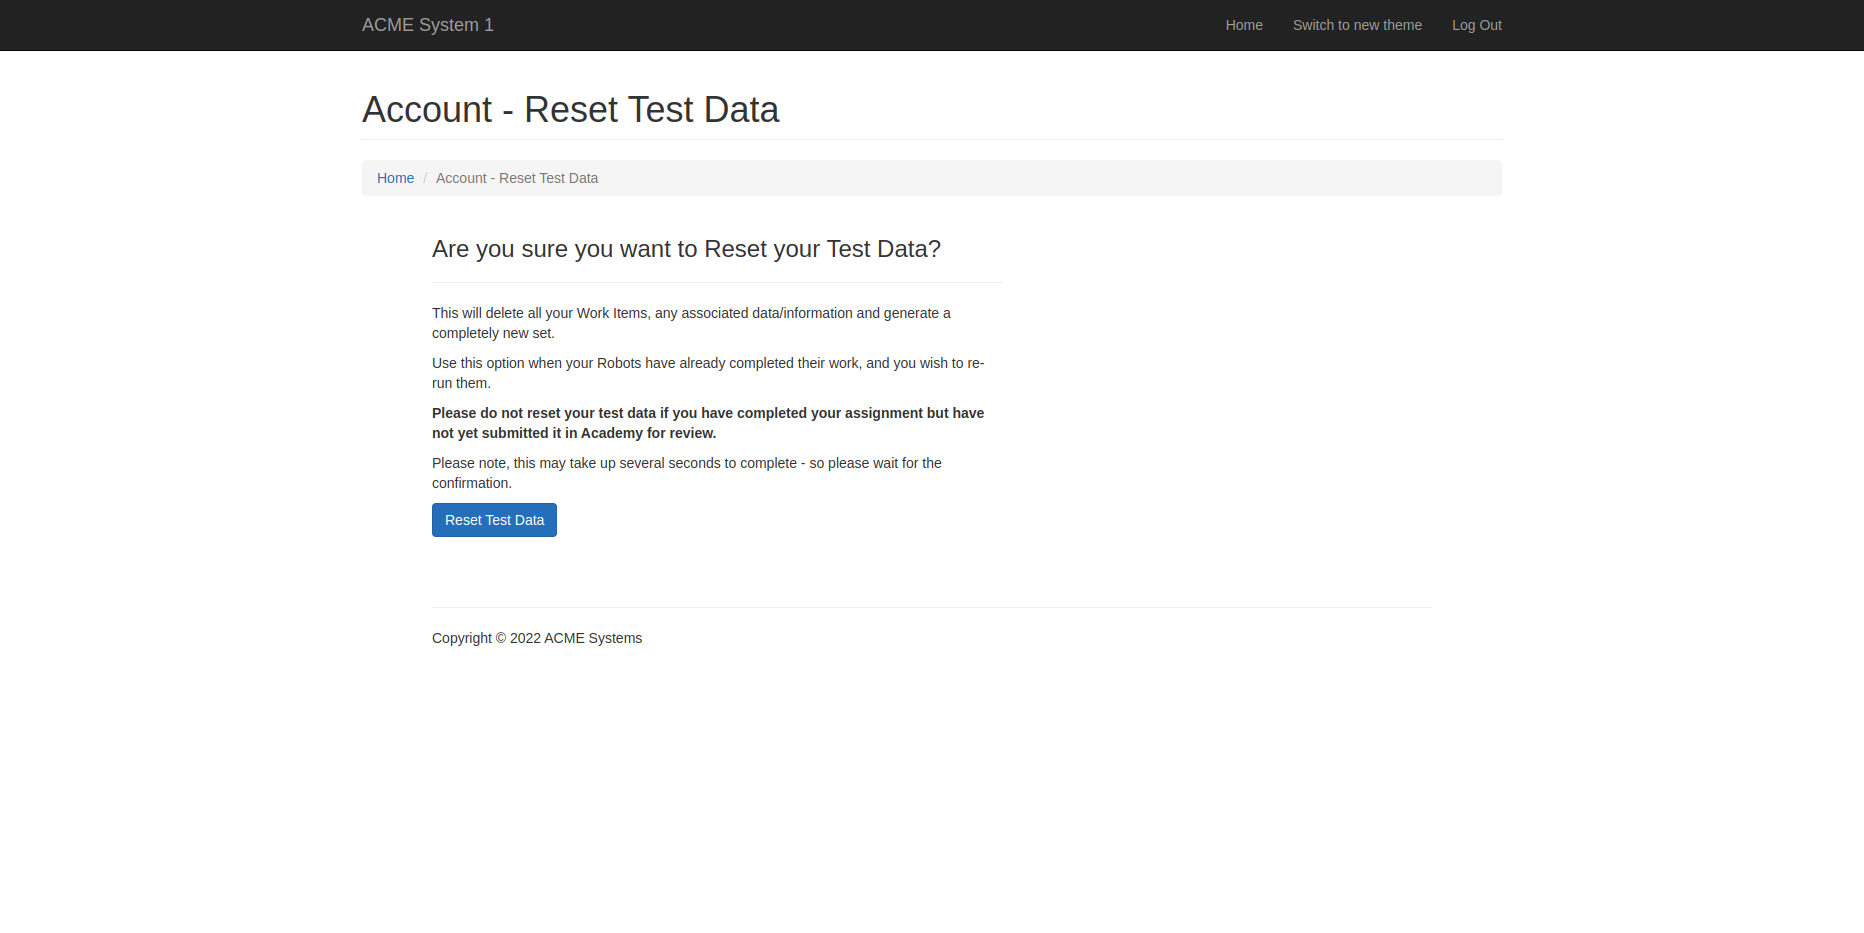 ACME System 1
Home
Switch to new theme
Log Out
Account - Reset Test Data
Home / Account - Reset Test Data
Are you sure you want to Reset your Test Data?
This will delete all your Work Items, any associated data/information and generate a
completely new set.
Use this option when your Robots have already completed their work, and you wish to re-
run them.
Please do not reset your test data if you have completed your assignment but have
not yet submitted it in Academy for review.
Please note, this may take up several seconds to complete - so please wait for the
confirmation.
Reset Test Data
Copyright © 2022 ACME Systems